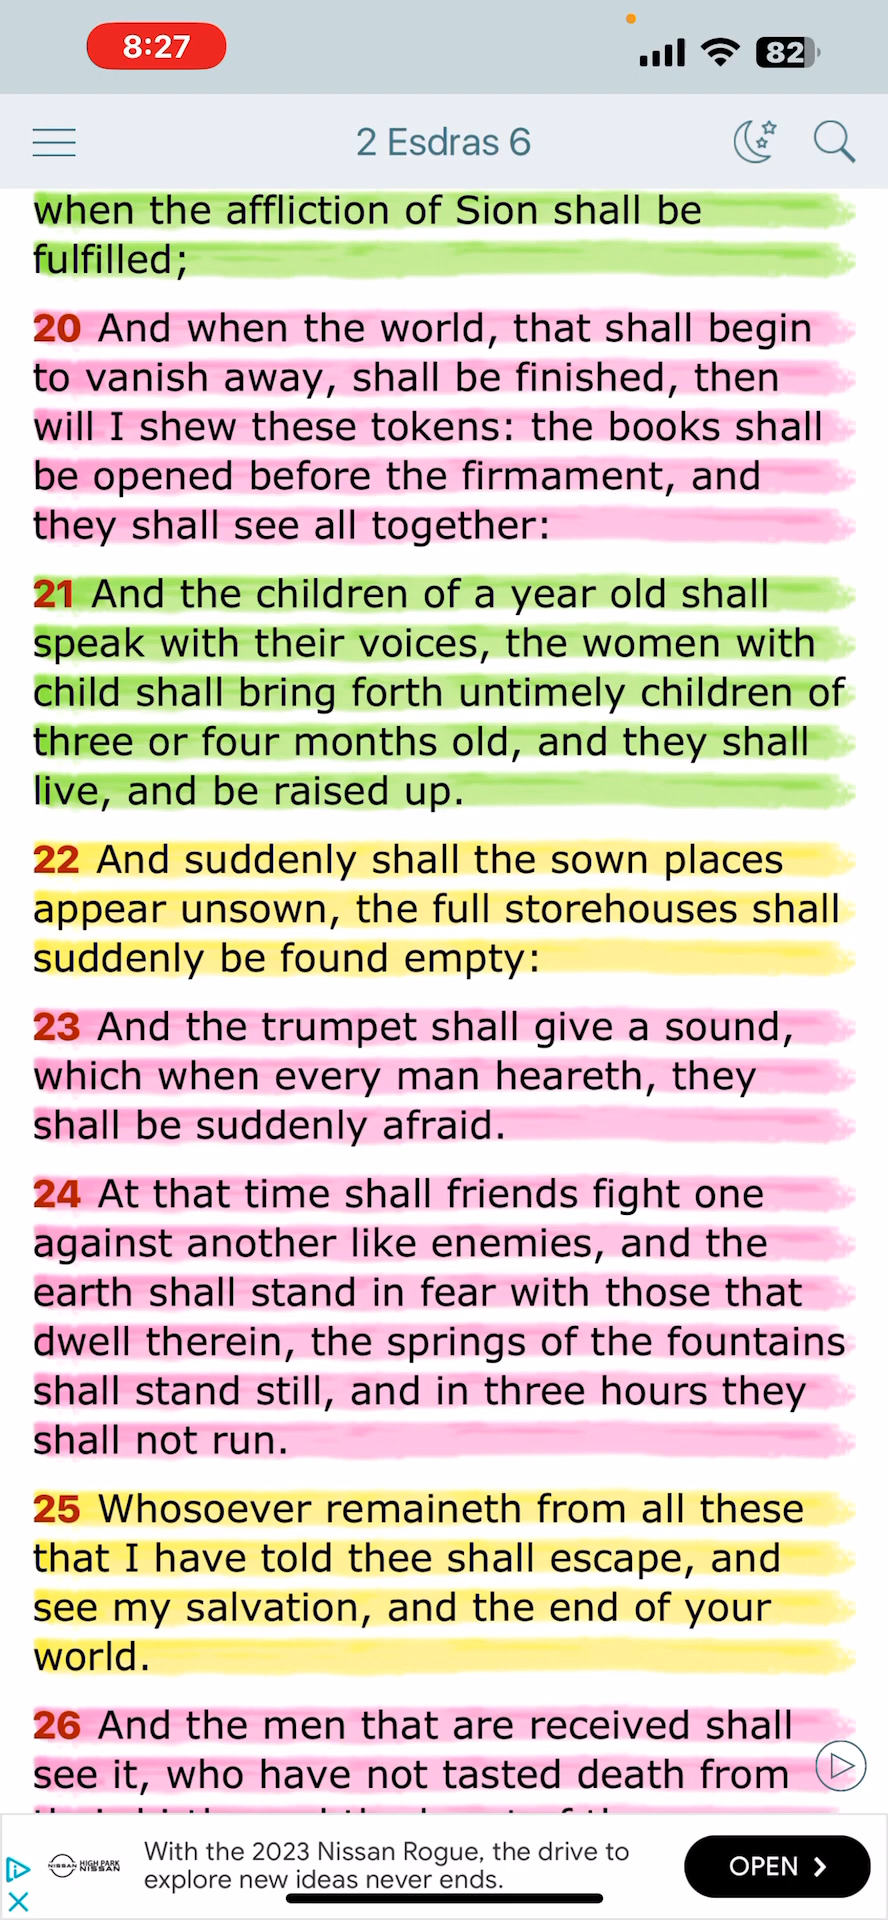 8:27
82
2 Esdras 6
when the affliction of Sion shall be
fulfilled;
20 And when the world, that shall begin
to vanish away, shall be finished, then
will I shew these tokens: the books shall
be opened before the firmament, and
they shall see all together:
21 And the children of a year old shall
speak with their voices, the women with
child shall bring forth untimely children of
three or four months old, and they shall
live, and be raised up.
22 And suddenly shall the sown places
appear unsown, the full storehouses shall
suddenly be found empty:
23 And the trumpet shall give a sound,
which when every man heareth, they
shall be suddenly afraid.
24 At that time shall friends fight one
against another like enemies, and the
earth shall stand in fear with those that
dwell therein, the springs of the fountains
shall stand still, and in three hours they
shall not run.
25 Whosoever remaineth from all these
that I have told thee shall escape, and
see my salvation, and the end of your
world.
26 And the men that are received shall
see it, who have not tasted death from
NISSAN
HIGH PARK
NISSAN
With the 2023 Nissan Rogue, the drive to
explore new ideas never ends.
OPEN